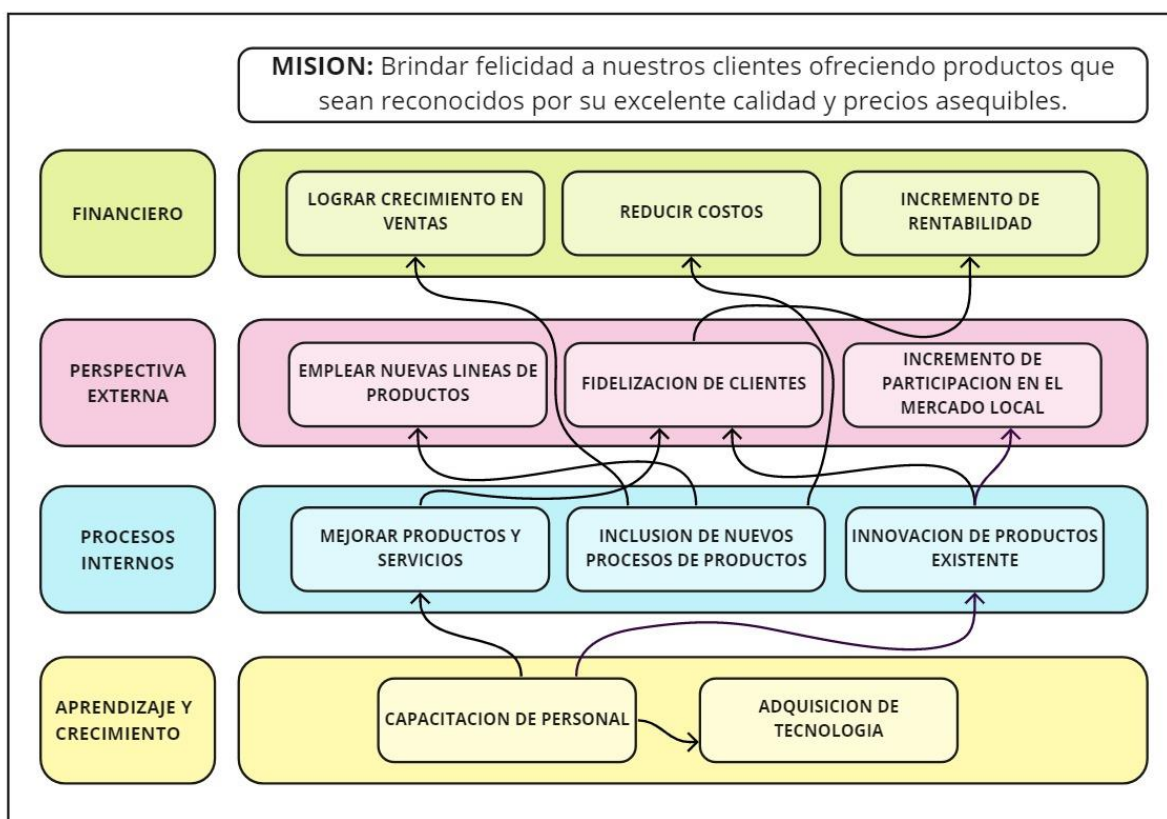 MISION: Brindar felicidad a nuestros clientes ofreciendo productos que
sean reconocidos por su excelente calidad y precios asequibles.
FINANCIERO
LOGRAR CRECIMIENTO EN
VENTAS
REDUCIR COSTOS
INCREMENTO DE
RENTABILIDAD
PERSPECTIVA
EXTERNA
EMPLEAR NUEVAS LINEAS DE
PRODUCTOS
FIDELIZACION DE CLIENTES
INCREMENTO DE
PARTICIPACION EN EL
MERCADO LOCAL
PROCESOS
INTERNOS
MEJORAR PRODUCTOS Y
SERVICIOS
INCLUSION DE NUEVOS
PROCESOS DE PRODUCTOS
INNOVACION DE PRODUCTOS
EXISTENTE
APRENDIZAJE Y
CRECIMIENTO
CAPACITACION DE PERSONAL
ADQUISICION DE
TECNOLOGIA